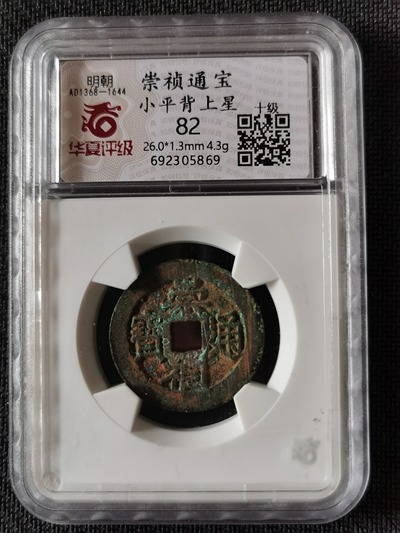 明朝
AD1368-1644
华夏评级
崇祯通宝
小平背上星
十级
82
26.0*1.3mm 4.3g
692305869
崇
通
寶
禎